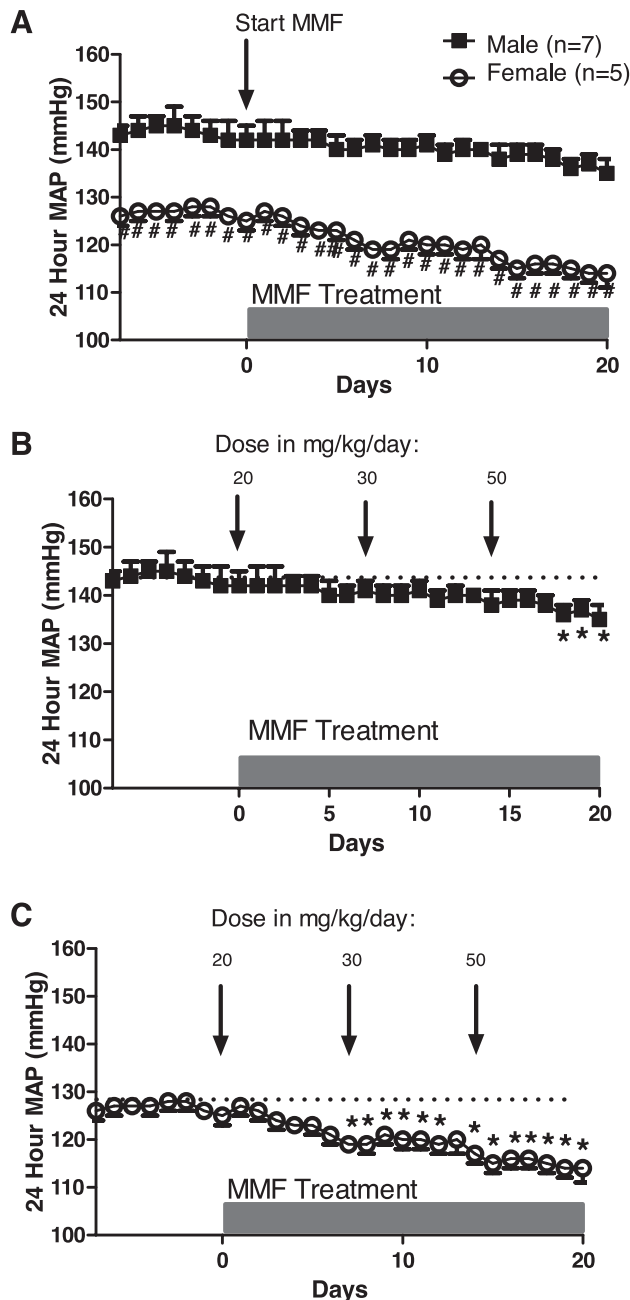 A
Start MMF
Male (n=7)
Female (n=5)
24 Hour MAP (mmHg)
160
150
140
130
120
110
100
# # # # # # # # # # # # # # # # # # # # # # # # # # # #
MMF Treatment
0
10
20
Days
B
Dose in mg/kg/day:
20
30
50
24 Hour MAP (mmHg)
160
150
140
130
120
110
100
* * *
MMF Treatment
0
5
10
15
20
Days
C
Dose in mg/kg/day:
20
30
50
24 Hour MAP (mmHg)
160
150
140
130
120
110
100
* * * * * * * * * * * * *
MMF Treatment
0
10
20
Days